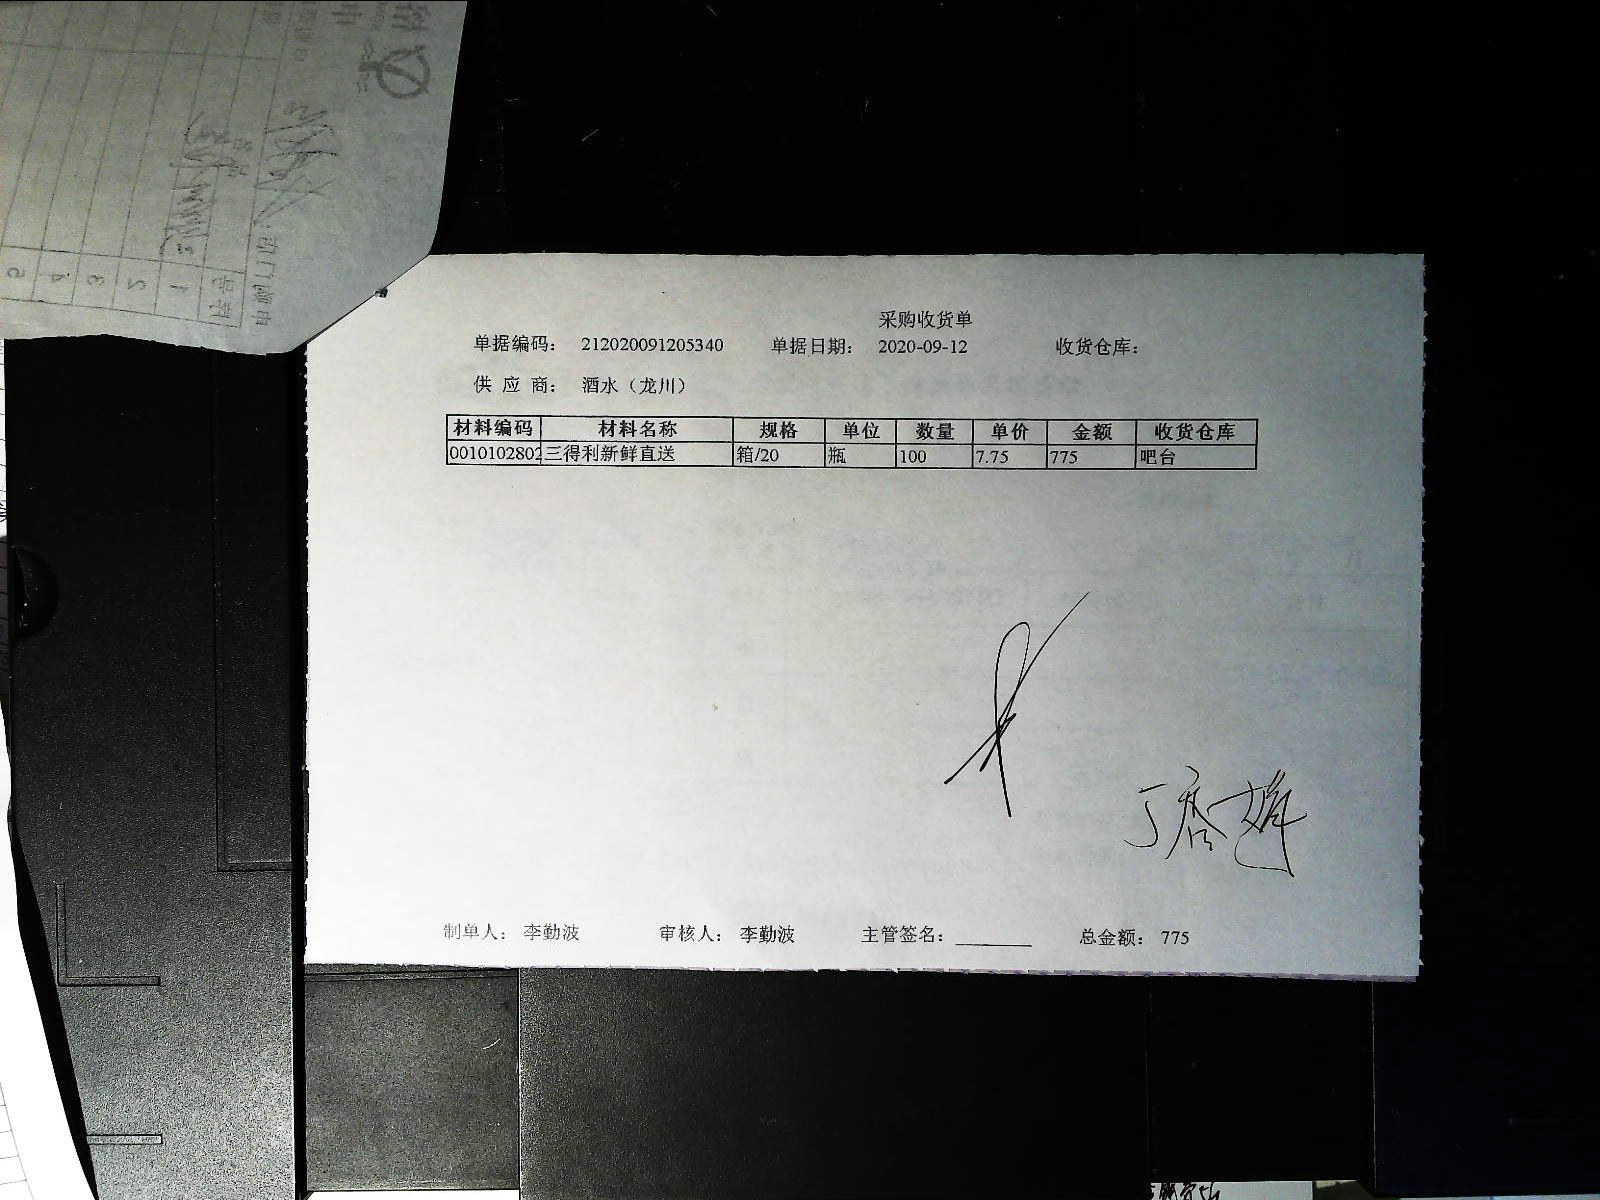 采购收货单
单据编码： 212020091205340 单据日期： 2020-09-12 收货仓库：
供 应 商： 酒水（龙川）
材料编码 材料名称 规格 单位 数量 单价 金额 收货仓库
0010102802 三得利新鲜直送 箱/20 瓶 100 7.75 775 吧台
制单人： 李勤波 审核人： 李勤波 主管签名： 总金额： 775